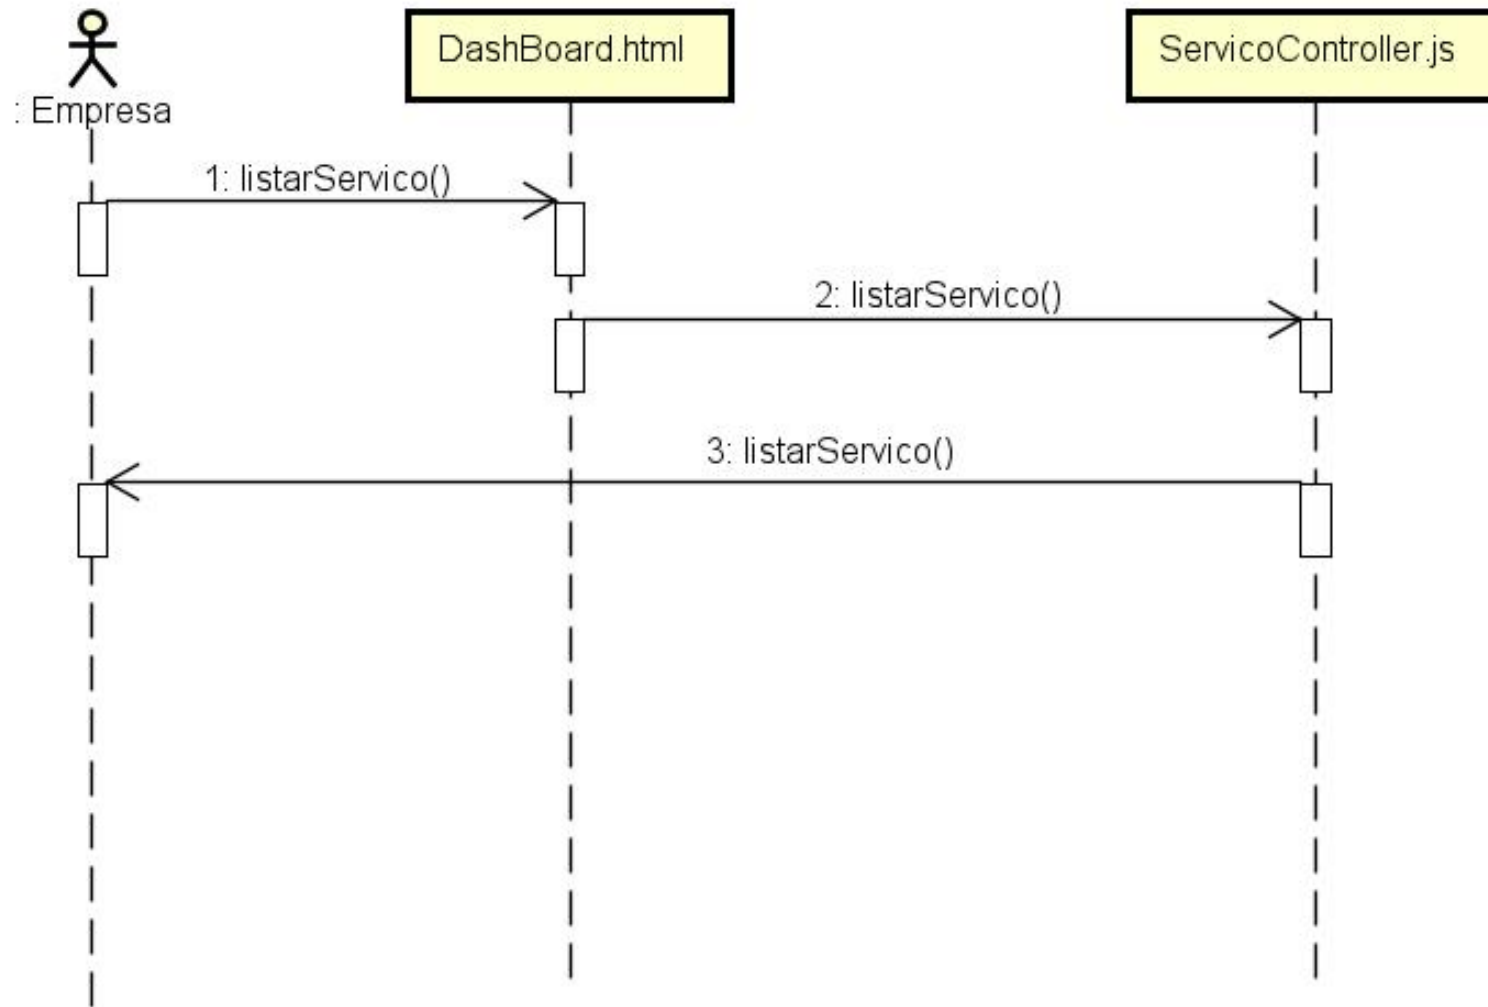 : Empresa
DashBoard.html
ServicoController.js
1: listarServico()
2: listarServico()
3: listarServico()